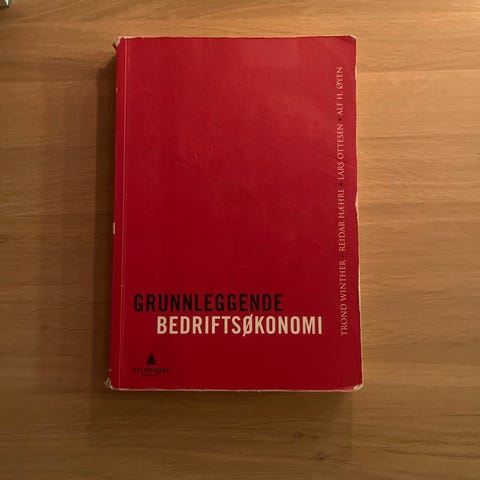 GRUNNLEGGENDE
BEDRIFTSØKONOMI
TROND WINTHER • REIDAR HÆHRE • LARS OTTESEN • ALF H. ØYEN
GYLDENDAL